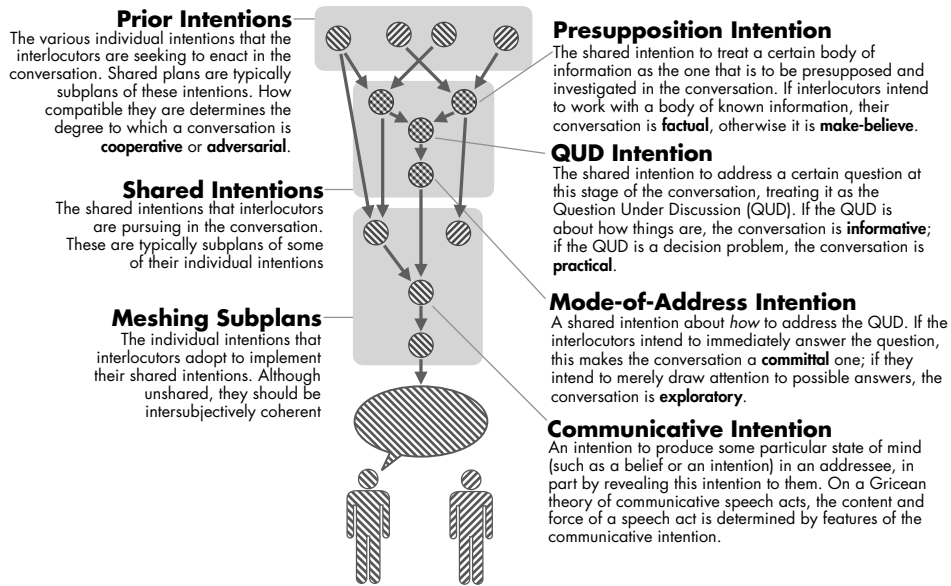 Prior Intentions
The various individual intentions that the
interlocutors are seeking to enact in the
conversation. Shared plans are typically
subplans of these intentions. How
compatible they are determines the
degree to which a conversation is
cooperative or adversarial.
Shared Intentions
The shared intentions that interlocutors
are pursuing in the conversation.
These are typically subplans of some
of their individual intentions
Meshing Subplans
The individual intentions that
interlocutors adopt to implement
their shared intentions. Although
unshared, they should be
intersubjectively coherent
Presupposition Intention
The shared intention to treat a certain body of
information as the one that is to be presupposed and
investigated in the conversation. If interlocutors intend
to work with a body of known information, their
conversation is factual, otherwise it is make-believe.
QUD Intention
The shared intention to address a certain question at
this stage of the conversation, treating it as the
Question Under Discussion (QUD). If the QUD is
about how things are, the conversation is informative;
if the QUD is a decision problem, the conversation is
practical.
Mode-of-Address Intention
A shared intention about how to address the QUD. If the
interlocutors intend to immediately answer the question,
this makes the conversation a committal one; if they
intend to merely draw attention to possible answers, the
conversation is exploratory.
Communicative Intention
An intention to produce some particular state of mind
(such as a belief or an intention) in an addressee, in
part by revealing this intention to them. On a Gricean
theory of communicative speech acts, the content and
force of a speech act is determined by features of the
communicative intention.